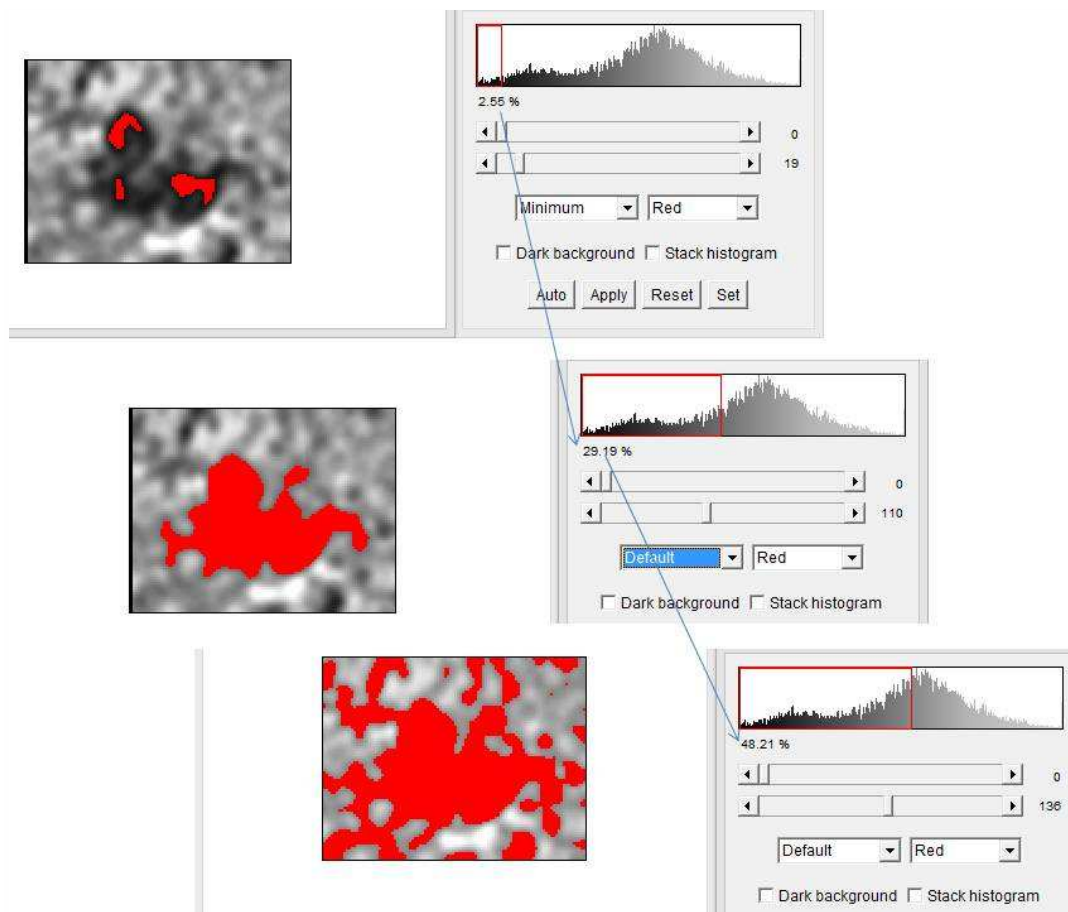 2.55 %
0
19
Minimum Red
Dark background Stack histogram
Auto Apply Reset Set
29.19 %
0
110
Default Red
Dark background Stack histogram
48.21 %
0
136
Default Red
Dark background Stack histogram